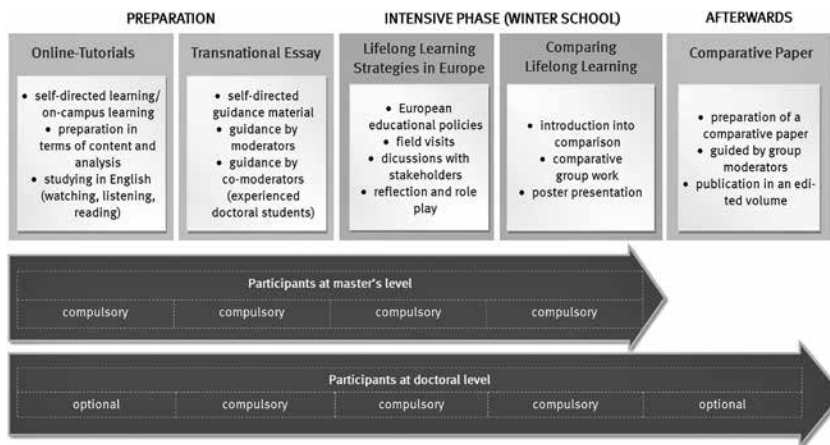 PREPARATION
INTENSIVE PHASE (WINTER SCHOOL)
AFTERWARDS
Online-Tutorials
• self-directed learning/
on-campus learning
• preparation in
terms of content and
analysis
• studying in English
(watching, listening,
reading)
Transnational Essay
• self-directed
guidance material
• guidance by
moderators
• guidance by
co-moderators
(experienced
doctoral students)
Lifelong Learning
Strategies in Europe
• European
educational policies
• field visits
• dicussions with
stakeholders
• reflection and role
play
Comparing
Lifelong Learning
• introduction into
comparison
• comparative
group work
• poster presentation
Comparative Paper
• preparation of a
comparative paper
• guided by group
moderators
• publication in an edi-
ted volume
Participants at master's level
compulsory compulsory compulsory compulsory
Participants at doctoral level
optional compulsory compulsory compulsory optional